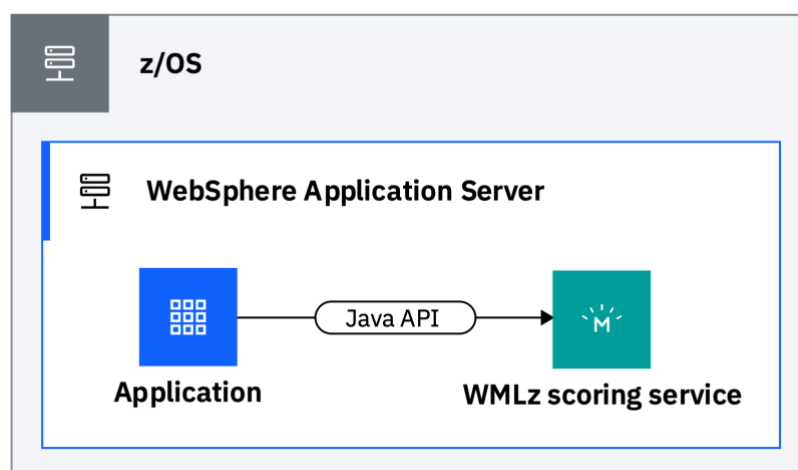 z/OS
WebSphere Application Server
Java API
M
Application
WMLz scoring service